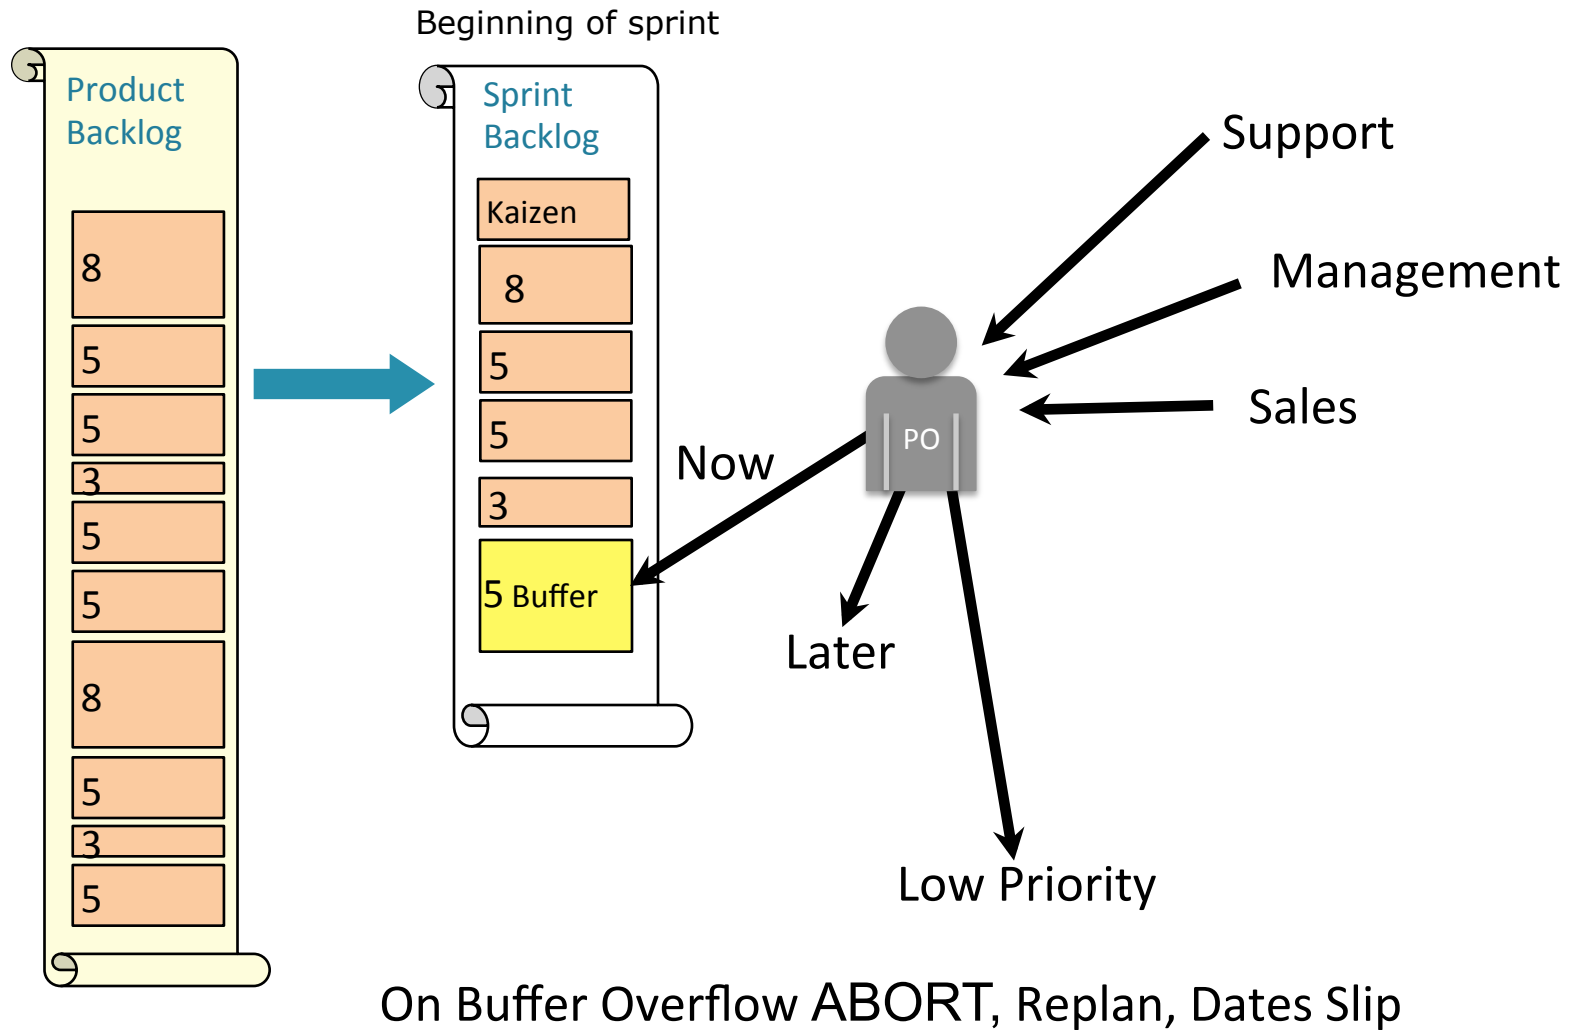 Beginning of sprint
Product
Backlog
8
5
5
3
5
5
8
5
3
5
Sprint
Backlog
Kaizen
8
5
5
3
5 Buffer
Now
PO
Support
Management
Sales
Later
Low Priority
On Buffer Overflow ABORT, Replan, Dates Slip